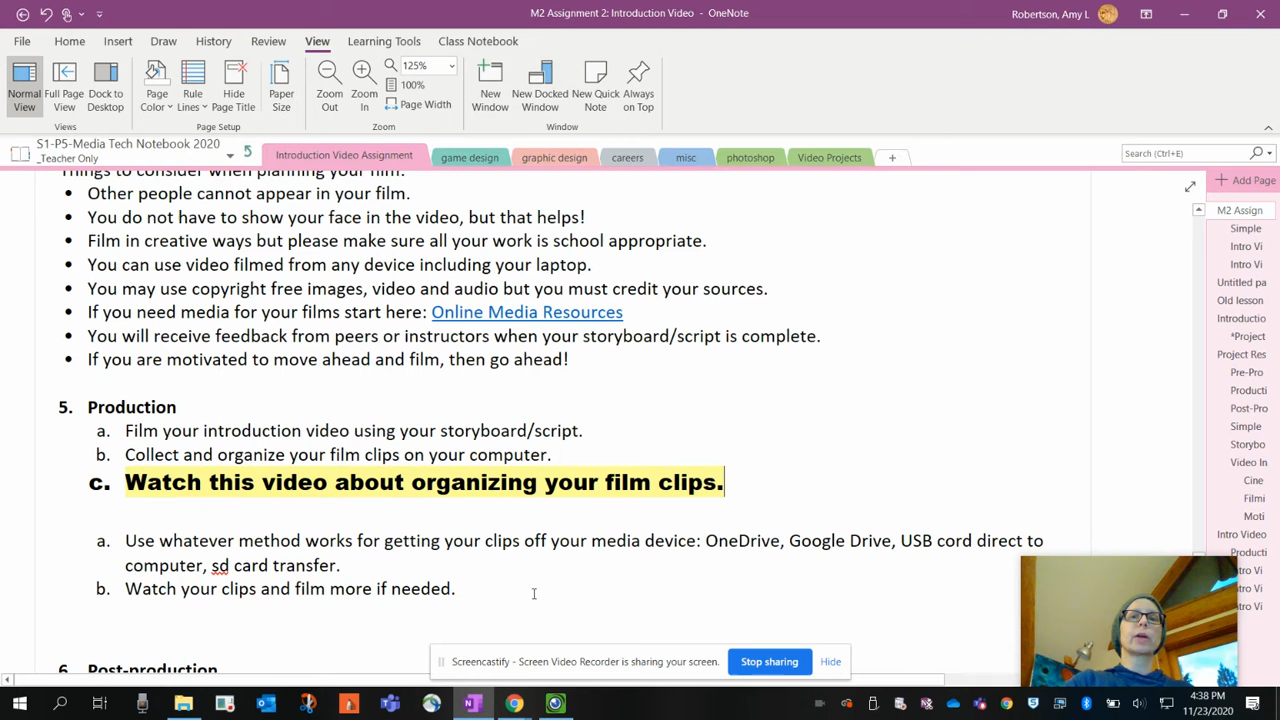 M2 Assignment 2: Introduction Video - OneNote
Robertson, Amy L
File Home Insert Draw History Review View Learning Tools Class Notebook
Normal View
Full Page View
Dock to Desktop
Views
Page Color
Rule Lines
Hide Page Title
Paper Size
Page Setup
Zoom Out
Zoom In
125%
100%
Page Width
Zoom
New Window
New Docked Window
New Quick Note
Always on Top
Window
S1-P5-Media Tech Notebook 2020
_Teacher Only
Introduction Video Assignment game design graphic design careers misc photoshop Video Projects +
Search (Ctrl+E)
Things to consider when planning your film:
• Other people cannot appear in your film.
• You do not have to show your face in the video, but that helps!
• Film in creative ways but please make sure all your work is school appropriate.
• You can use video filmed from any device including your laptop.
• You may use copyright free images, video and audio but you must credit your sources.
• If you need media for your films start here: Online Media Resources
• You will receive feedback from peers or instructors when your storyboard/script is complete.
• If you are motivated to move ahead and film, then go ahead!
5. Production
a. Film your introduction video using your storyboard/script.
b. Collect and organize your film clips on your computer.
c. Watch this video about organizing your film clips.
a. Use whatever method works for getting your clips off your media device: OneDrive, Google Drive, USB cord direct to
computer, sd card transfer.
b. Watch your clips and film more if needed.
6. Post-production
Add Page
M2 Assign
Simple
Intro Vi
Intro Vi
Untitled pa
Old lesson
Introductio
*Project
Project Res
Pre-Pro
Producti
Post-Pro
Simple
Storybo
Video In
Cine
Filmi
Moti
Intro Video
Producti
tro Vi
tro Vi
tro Vi
Screencastify - Screen Video Recorder is sharing your screen.
Stop sharing
Hide
4:38 PM
11/23/2020